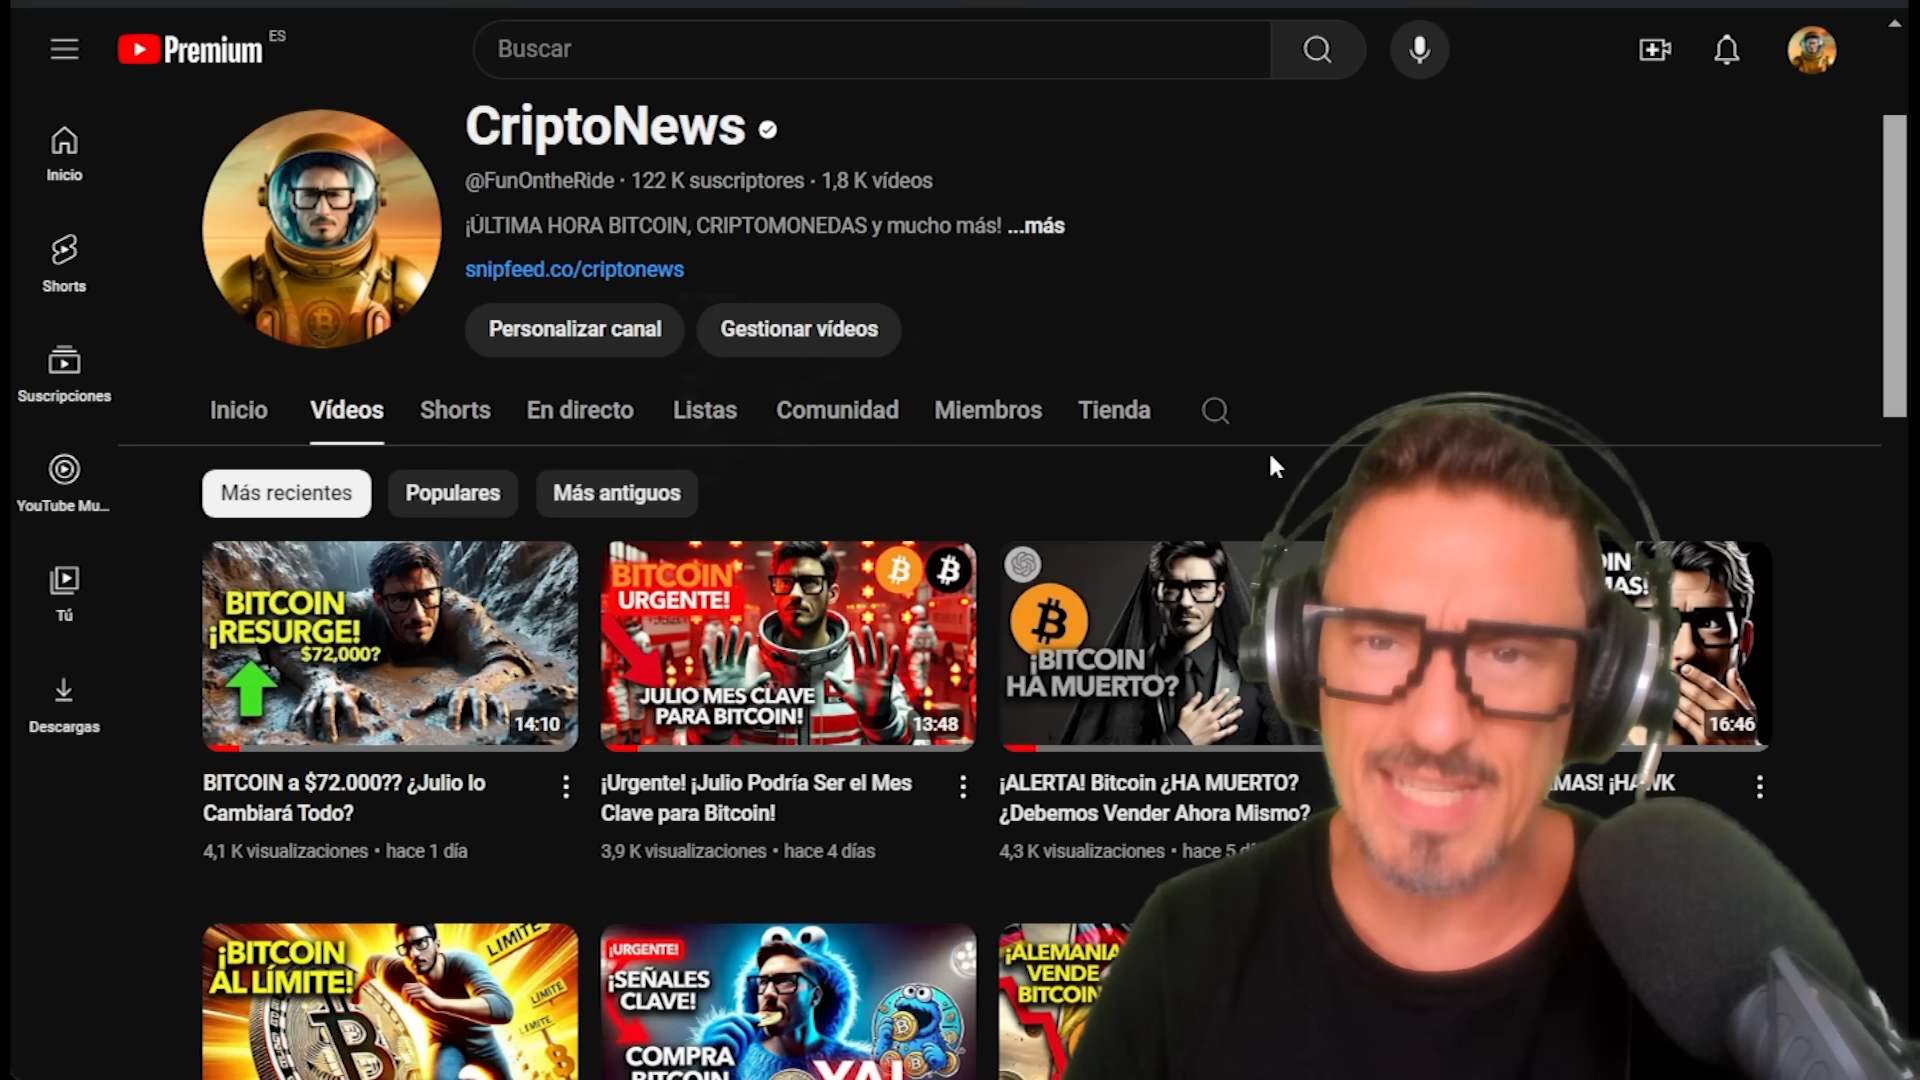 Premium ES
Buscar
CriptoNews
@FunOntheRide · 122 K suscriptores · 1,8 K vídeos
¡ÚLTIMA HORA BITCOIN, CRIPTOMONEDAS y mucho más! ...más
snipfeed.co/criptonews
Personalizar canal
Gestionar vídeos
Inicio
Shorts
Suscripciones
YouTube Mu...
Tú
Descargas
Inicio
Vídeos
Shorts
En directo
Listas
Comunidad
Miembros
Tienda
Más recientes
Populares
Más antiguos
BITCOIN
¡RESURGE!
$72,000?
14:10
BITCOIN a $72.000?? ¿Julio lo
Cambiará Todo?
4,1 K visualizaciones • hace 1 día
BITCOIN
URGENTE!
JULIO MES CLAVE
PARA BITCOIN!
13:48
¡Urgente! ¡Julio Podría Ser el Mes
Clave para Bitcoin!
3,9 K visualizaciones • hace 4 días
¡BITCOIN
HA MUERTO?
¡ALERTA! Bitcoin ¿HA MUERTO?
¿Debemos Vender Ahora Mismo?
4,3 K visualizaciones • hace 5
16:46
¡BITCOIN
AL LÍMITE!
LIMITE
LIMITE
LIMITE
¡URGENTE!
¡SEÑALES
CLAVE!
COMPRA
BITCOIN
YA!
¡ALEMANIA
VENDE
BITCOIN